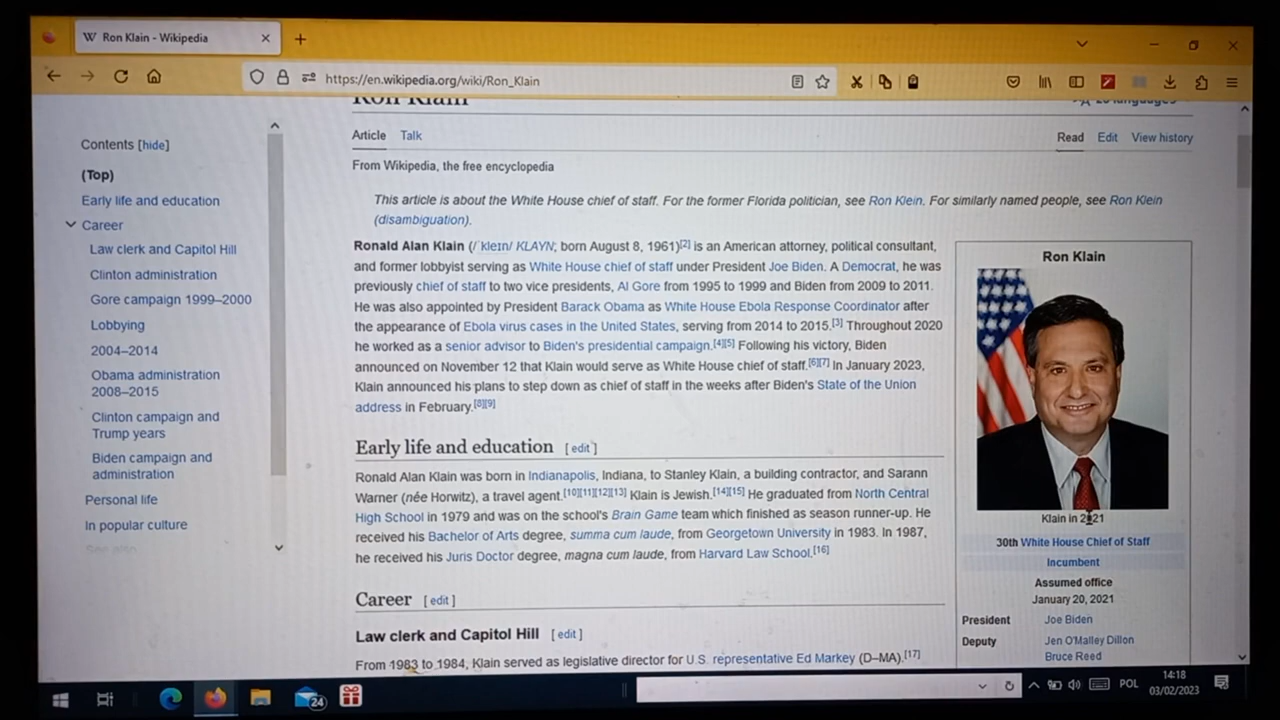 Ron Klain - Wikipedia
https://en.wikipedia.org/wiki/Ron_Klain
Ron Klain
languages
Contents [hide]
(Top)
Early life and education
Career
Law clerk and Capitol Hill
Clinton administration
Gore campaign 1999–2000
Lobbying
2004–2014
Obama administration
2008–2015
Clinton campaign and
Trump years
Biden campaign and
administration
Personal life
In popular culture
See also
Article Talk
Read Edit View history
From Wikipedia, the free encyclopedia
This article is about the White House chief of staff. For the former Florida politician, see Ron Klein. For similarly named people, see Ron Klein
(disambiguation).
Ronald Alan Klain (/ˈkleɪn/ KLAYN; born August 8, 1961)[2] is an American attorney, political consultant,
and former lobbyist serving as White House chief of staff under President Joe Biden. A Democrat, he was
previously chief of staff to two vice presidents, Al Gore from 1995 to 1999 and Biden from 2009 to 2011.
He was also appointed by President Barack Obama as White House Ebola Response Coordinator after
the appearance of Ebola virus cases in the United States, serving from 2014 to 2015.[3] Throughout 2020
he worked as a senior advisor to Biden's presidential campaign.[4][5] Following his victory, Biden
announced on November 12 that Klain would serve as White House chief of staff.[6][7] In January 2023,
Klain announced his plans to step down as chief of staff in the weeks after Biden's State of the Union
address in February.[8][9]
Early life and education [edit]
Ronald Alan Klain was born in Indianapolis, Indiana, to Stanley Klain, a building contractor, and Sarann
Warner (née Horwitz), a travel agent.[10][11][12][13] Klain is Jewish.[14][15] He graduated from North Central
High School in 1979 and was on the school's Brain Game team which finished as season runner-up. He
received his Bachelor of Arts degree, summa cum laude, from Georgetown University in 1983. In 1987,
he received his Juris Doctor degree, magna cum laude, from Harvard Law School.[16]
Career [edit]
Law clerk and Capitol Hill [edit]
From 1983 to 1984, Klain served as legislative director for U.S. representative Ed Markey (D–MA).[17]
Ron Klain
Klain in 2021
30th White House Chief of Staff
Incumbent
Assumed office
January 20, 2021
President Joe Biden
Deputy Jen O'Malley Dillon
Bruce Reed
24
POL
14:18
03/02/2023